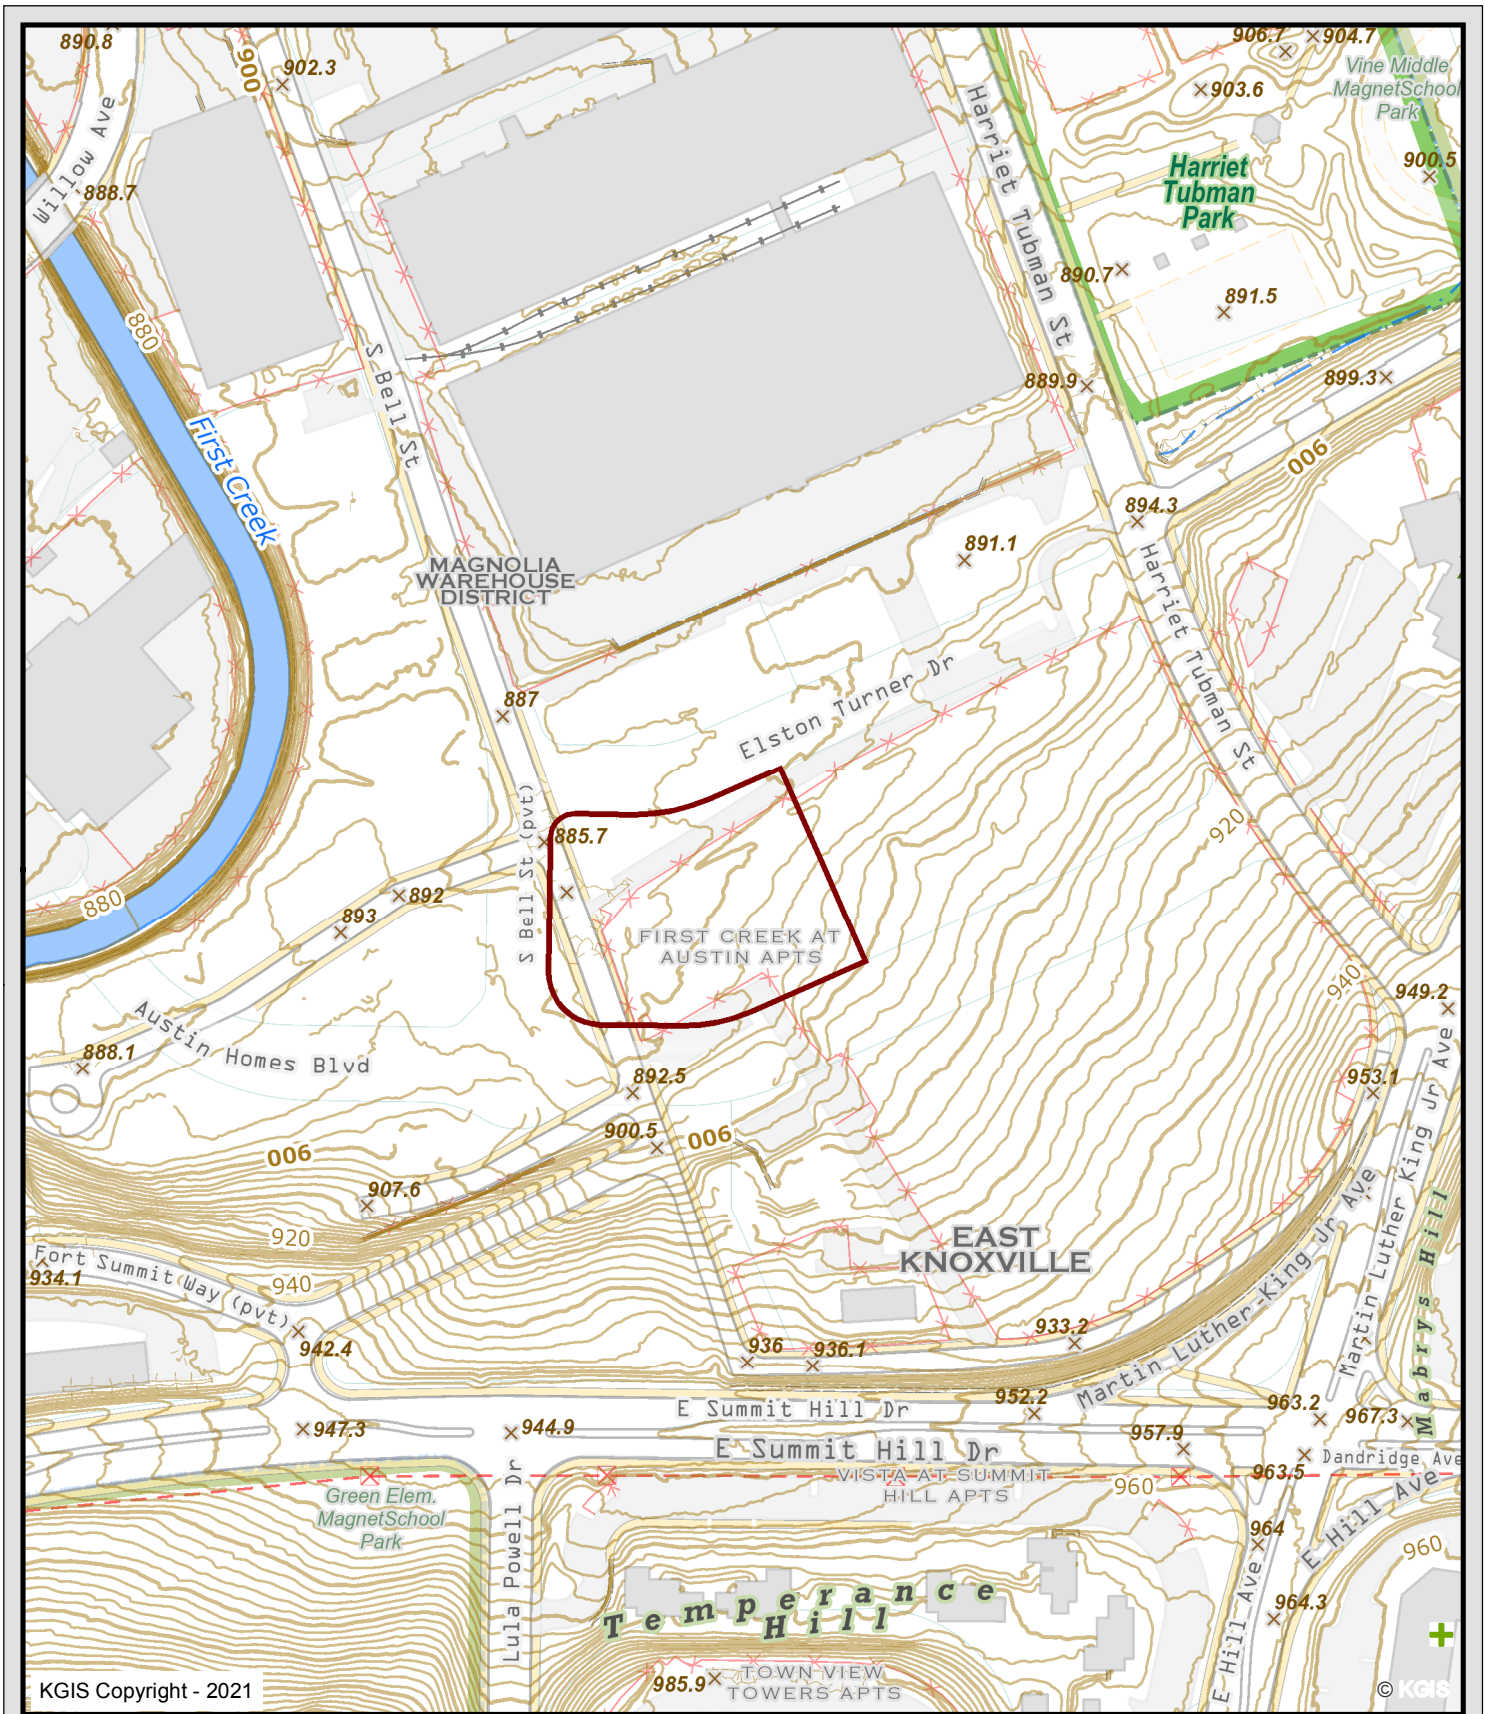 890.8
902.3
900
906.7
904.7
Vine Middle
MagnetSchool
Park
903.6
Willow Ave
888.7
Harriet Tubman St
Harriet
Tubman
Park
900.5
890.7
891.5
880
S Bell St
889.9
899.3
First Creek
900
894.3
891.1
MAGNOLIA
WAREHOUSE
DISTRICT
Harriet Tubman St
887
Elston Turner Dr
S Bell St (pvt)
885.7
920
892
893
880
FIRST CREEK AT
AUSTIN APTS
940
949.2
Austin Homes Blvd
888.1
892.5
953.1
900.5
900
900
907.6
920
940
EAST
KNOXVILLE
Martin Luther King Jr Ave
Mabrys Hill
Fort Summit Way (pvt)
934.1
942.4
936
936.1
933.2
Martin Luther-King Jr Ave
952.2
963.2
967.3
947.3
944.9
E Summit Hill Dr
E Summit Hill Dr
957.9
963.5
Dandridge Ave
VISTA AT SUMMIT
HILL APTS
960
Green Elem.
MagnetSchool
Park
Lula Powell Dr
964
E Hill Ave
960
Temperance
Hill
964.3
E Hill Ave
985.9
TOWN VIEW
TOWERS APTS
KGIS Copyright - 2021
© KGIS